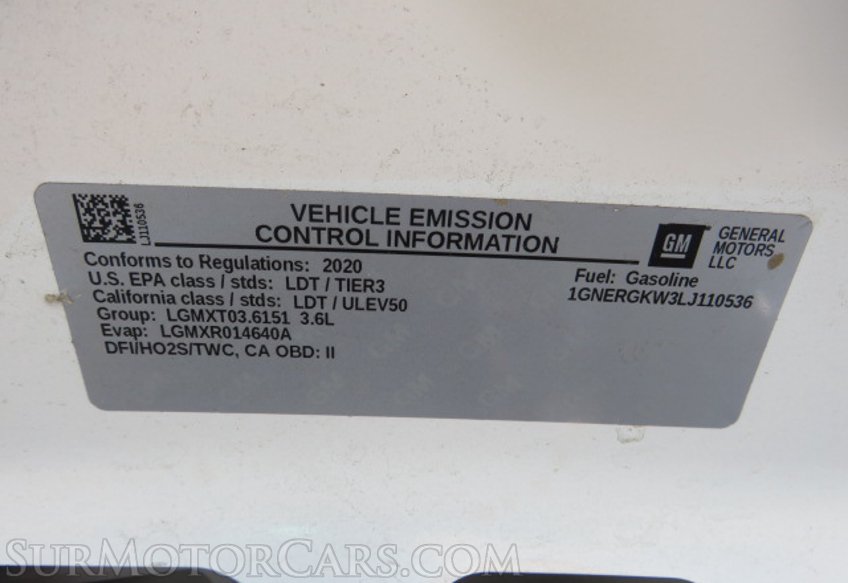 LJ110536
VEHICLE EMISSION
CONTROL INFORMATION
GM
GENERAL
MOTORS
LLC
Conforms to Regulations: 2020
U.S. EPA class / stds: LDT / TIER3
California class / stds: LDT / ULEV50
Group: LGMXT03.6151 3.6L
Evap: LGMXR014640A
DFI/HO2S/TWC, CA OBD: II
Fuel: Gasoline
1GNERGKW3LJ110536
SurMotorCars.com